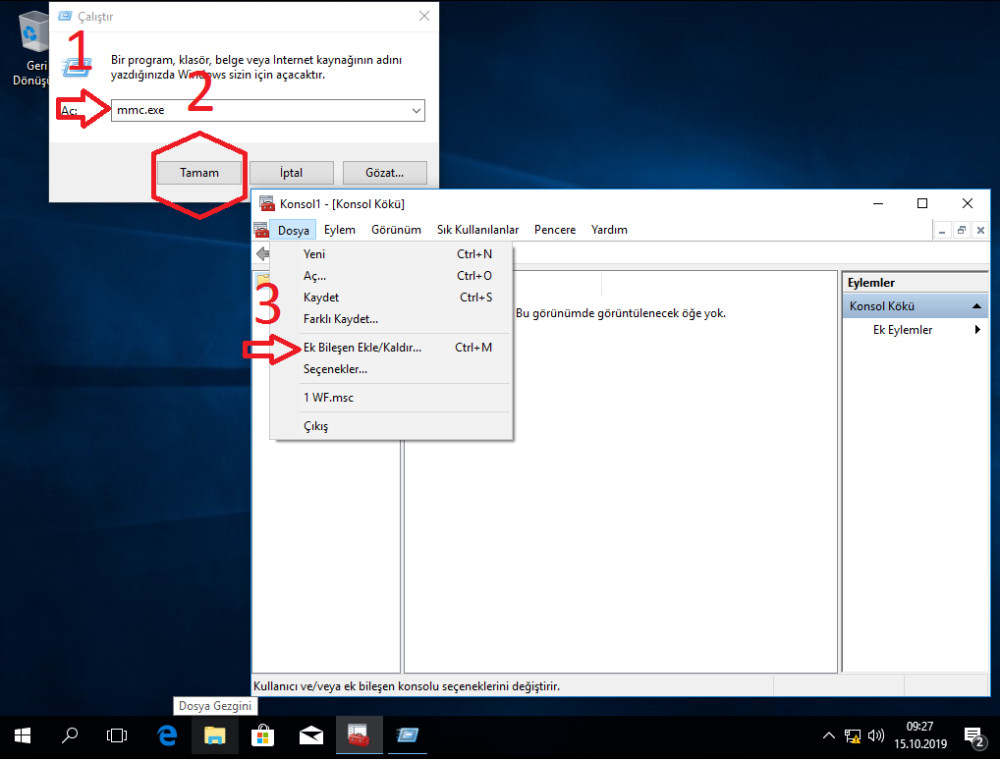 Geri
Dönüşü
Çalıştır
1
Bir program, klasör, belge veya Internet kaynağının adını
yazdığınızda Windows sizin için açacaktır.
2
Aç:
mmc.exe
Tamam
İptal
Gözat...
Konsol1 - [Konsol Kökü]
Dosya Eylem Görünüm Sık Kullanılanlar Pencere Yardım
Yeni Ctrl+N
Aç... Ctrl+O
Kaydet Ctrl+S
Farklı Kaydet...
3
Ek Bileşen Ekle/Kaldır... Ctrl+M
Seçenekler...
1 WF.msc
Çıkış
Bu görünümde görüntülenecek öğe yok.
Eylemler
Konsol Kökü
Ek Eylemler
Kullanıcı ve/veya ek bileşen konsolu seçeneklerini değiştirir.
Dosya Gezgini
09:27
15.10.2019
2